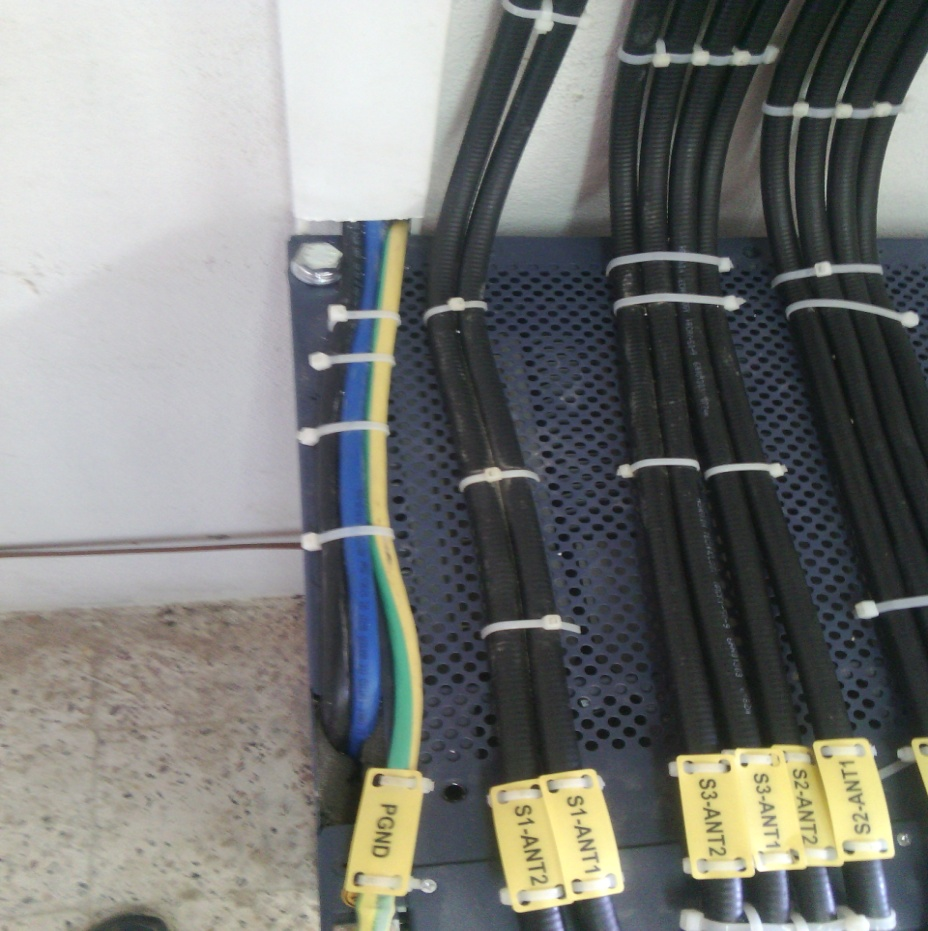 PGND
S1-ANT2
S1-ANT1
S3-ANT2
S3-ANT1
S2-ANT2
S2-ANT1